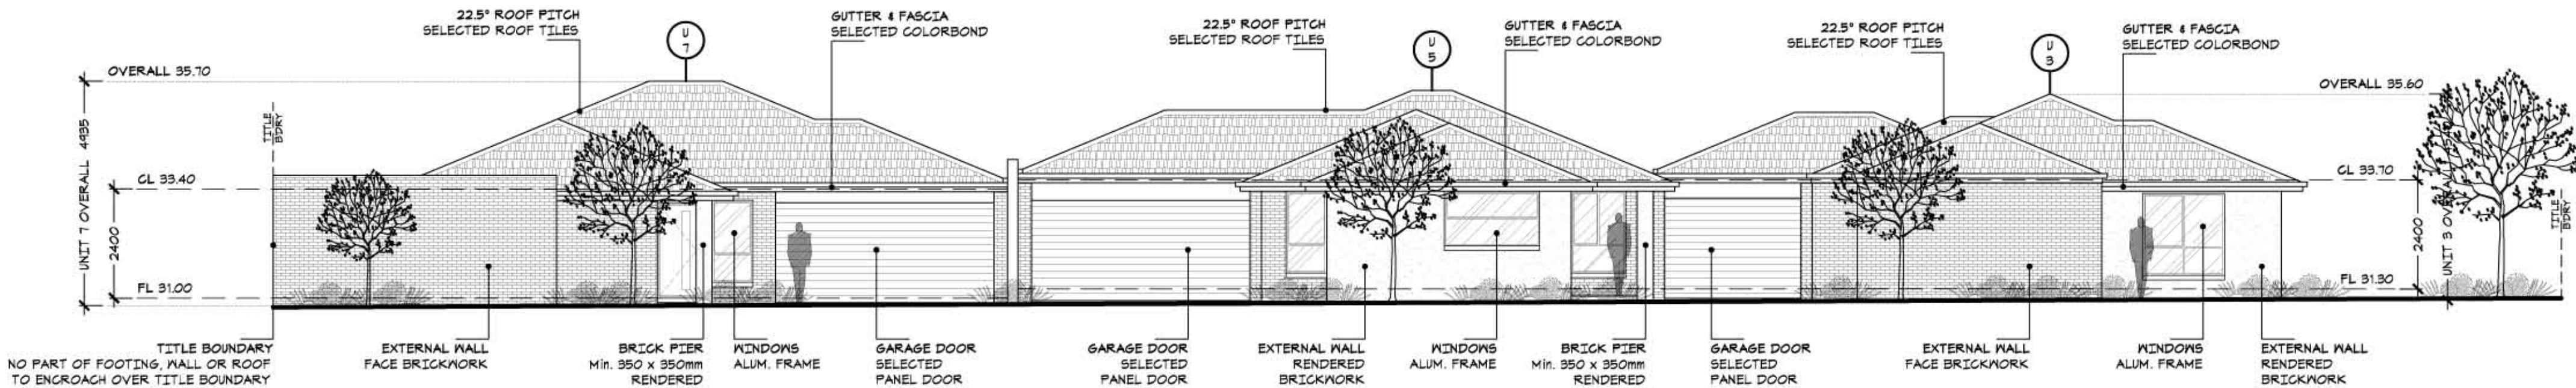 22.5° ROOF PITCH
SELECTED ROOF TILES
U
7
GUTTER & FASCIA
SELECTED COLORBOND
22.5° ROOF PITCH
SELECTED ROOF TILES
U
5
GUTTER & FASCIA
SELECTED COLORBOND
22.5° ROOF PITCH
SELECTED ROOF TILES
U
3
GUTTER & FASCIA
SELECTED COLORBOND
OVERALL 35.70
OVERALL 35.60
TITLE
BDRY
UNIT 7 OVERALL 4935
CL 33.40
2400
FL 31.00
CL 33.70
2400
FL 31.30
UNIT 3 OVERALL
TITLE
BDRY
TITLE BOUNDARY
NO PART OF FOOTING, WALL OR ROOF
TO ENCROACH OVER TITLE BOUNDARY
EXTERNAL WALL
FACE BRICKWORK
BRICK PIER
Min. 350 x 350mm
RENDERED
WINDOWS
ALUM. FRAME
GARAGE DOOR
SELECTED
PANEL DOOR
GARAGE DOOR
SELECTED
PANEL DOOR
EXTERNAL WALL
RENDERED
BRICKWORK
WINDOWS
ALUM. FRAME
BRICK PIER
Min. 350 x 350mm
RENDERED
GARAGE DOOR
SELECTED
PANEL DOOR
EXTERNAL WALL
FACE BRICKWORK
WINDOWS
ALUM. FRAME
EXTERNAL WALL
RENDERED
BRICKWORK